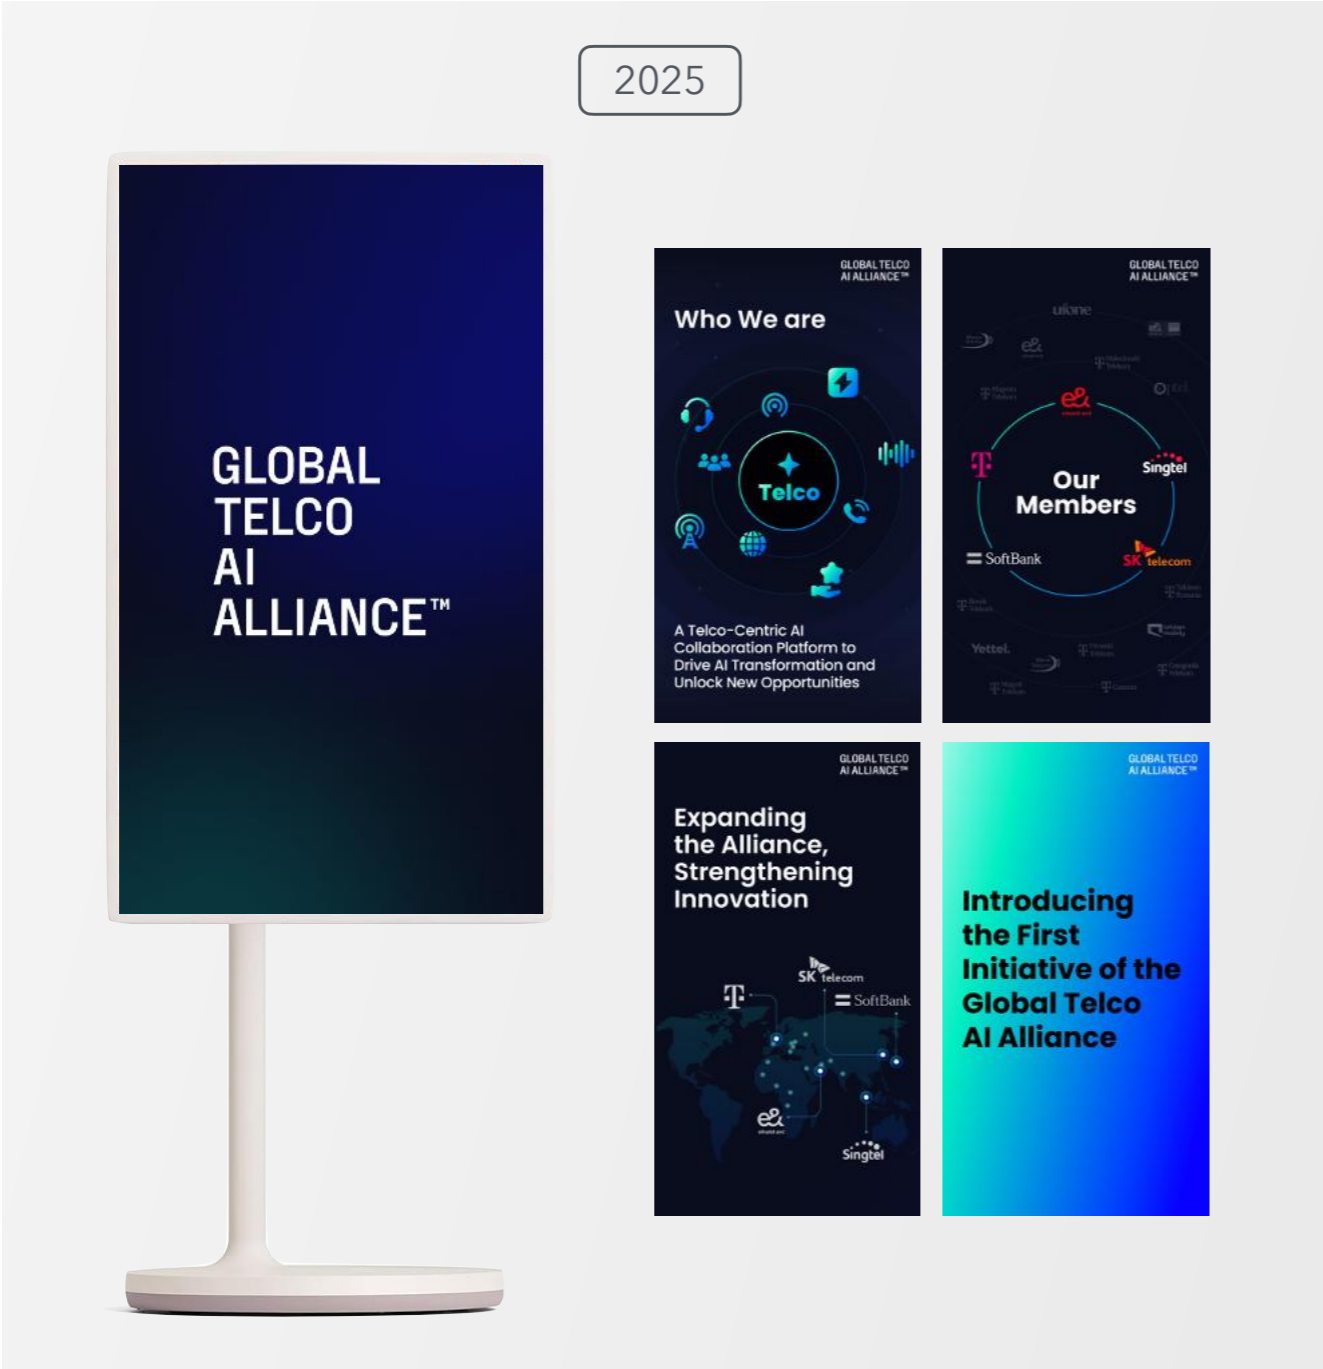 2025
GLOBAL
TELCO
AI
ALLIANCE™
GLOBAL TELCO
AI ALLIANCE™
Who We are
Telco
A Telco-Centric AI
Collaboration Platform to
Drive AI Transformation and
Unlock New Opportunities
GLOBAL TELCO
AI ALLIANCE™
ufone
e&
Optel
e&
T
Singtel
Our
Members
SoftBank
SK telecom
Yettel.
GLOBAL TELCO
AI ALLIANCE™
Expanding
the Alliance,
Strengthening
Innovation
SK telecom
T
SoftBank
e&
Singtel
GLOBAL TELCO
AI ALLIANCE™
Introducing
the First
Initiative of the
Global Telco
AI Alliance